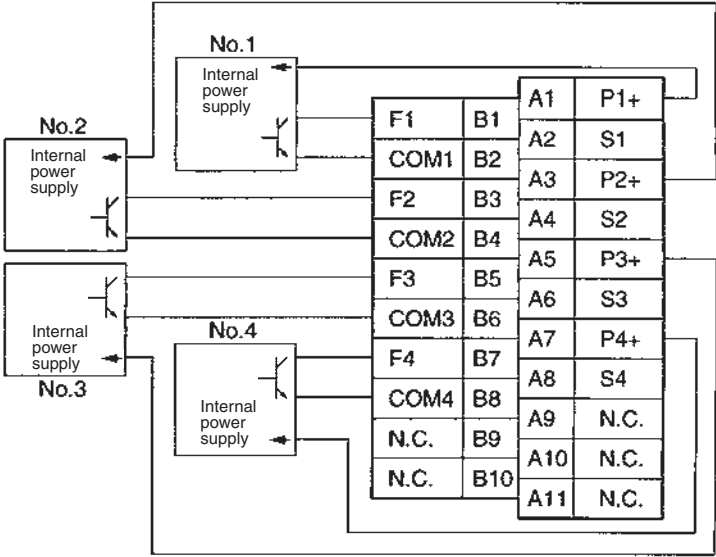 No.1
Internal
power
supply
No.2
Internal
power
supply
Internal
power
supply
No.3
No.4
Internal
power
supply
F1 B1
COM1 B2
F2 B3
COM2 B4
F3 B5
COM3 B6
F4 B7
COM4 B8
N.C. B9
N.C. B10
A1 P1+
A2 S1
A3 P2+
A4 S2
A5 P3+
A6 S3
A7 P4+
A8 S4
A9 N.C.
A10 N.C.
A11 N.C.